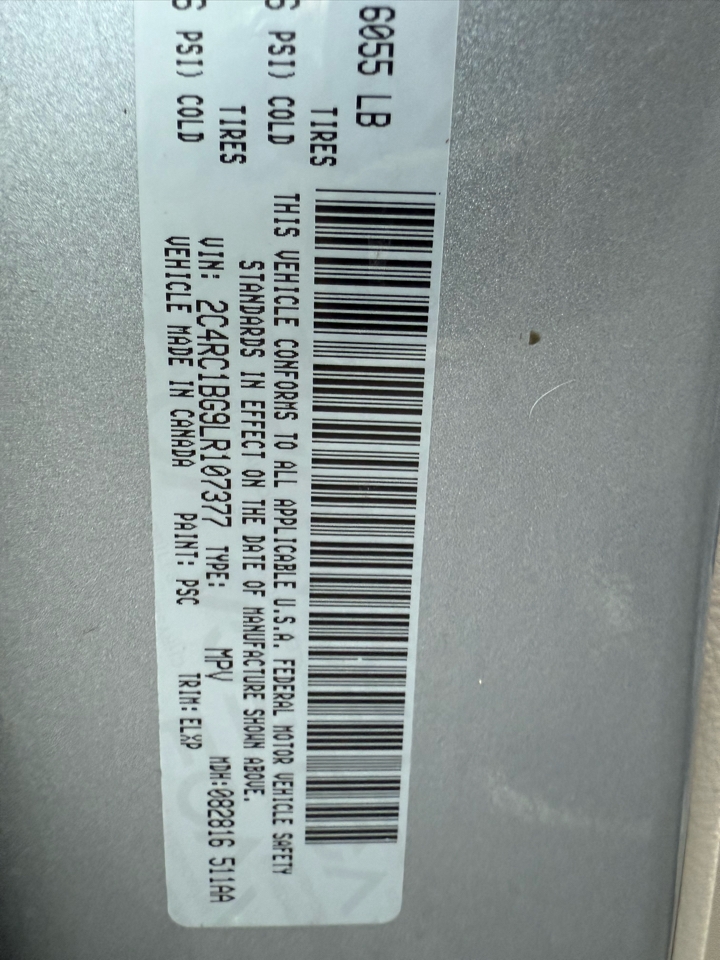 6055 LB
TIRES
PSI) COLD
TIRES
PSI) COLD
THIS VEHICLE CONFORMS TO ALL APPLICABLE U.S.A. FEDERAL MOTOR VEHICLE SAFETY
STANDARDS IN EFFECT ON THE DATE OF MANUFACTURE SHOWN ABOVE.
VIN: 2C4RC1BG9LR107377 TYPE: MPV MDH:082816 511AA
VEHICLE MADE IN CANADA PAINT: PSC TRIM:ELXP